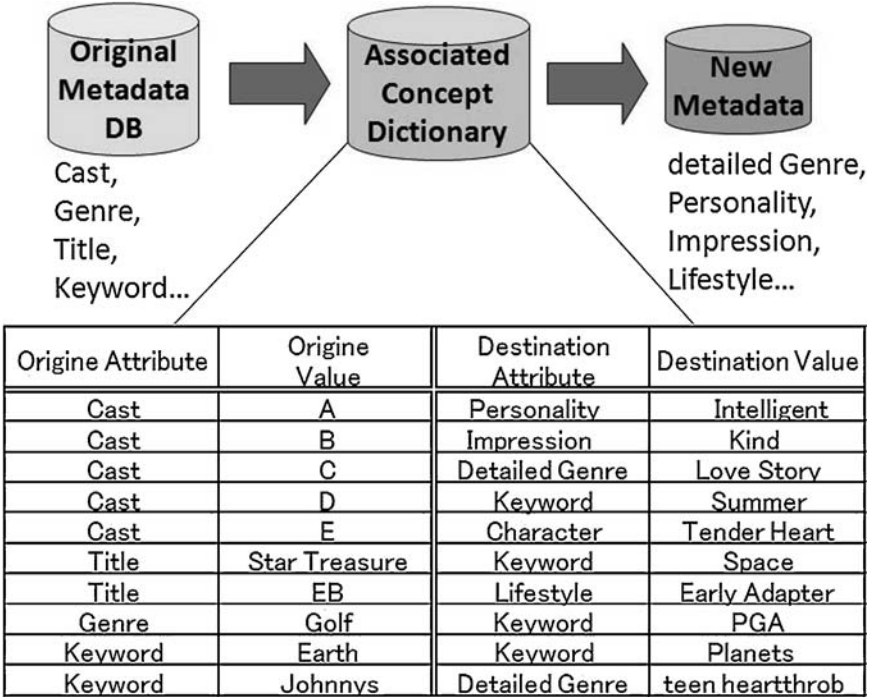 Original
Metadata
DB
Associated
Concept
Dictionary
New
Metadata
Cast,
Genre,
Title,
Keyword...
detailed Genre,
Personality,
Impression,
Lifestyle...
Origine Attribute Origine Value Destination Attribute Destination Value
Cast A Personality Intelligent
Cast B Impression Kind
Cast C Detailed Genre Love Story
Cast D Keyword Summer
Cast E Character Tender Heart
Title Star Treasure Keyword Space
Title EB Lifestyle Early Adapter
Genre Golf Keyword PGA
Keyword Earth Keyword Planets
Keyword Johnnys Detailed Genre teen heartthrob